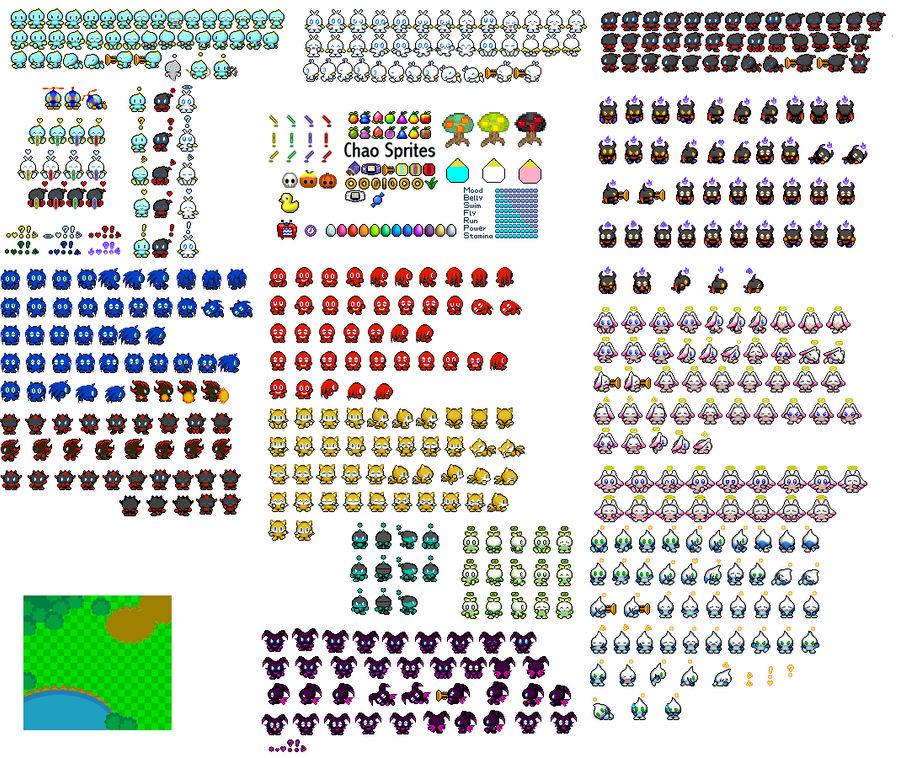 Chao Sprites
Mood
Belly
Swim
Fly
Run
Power
Stamina